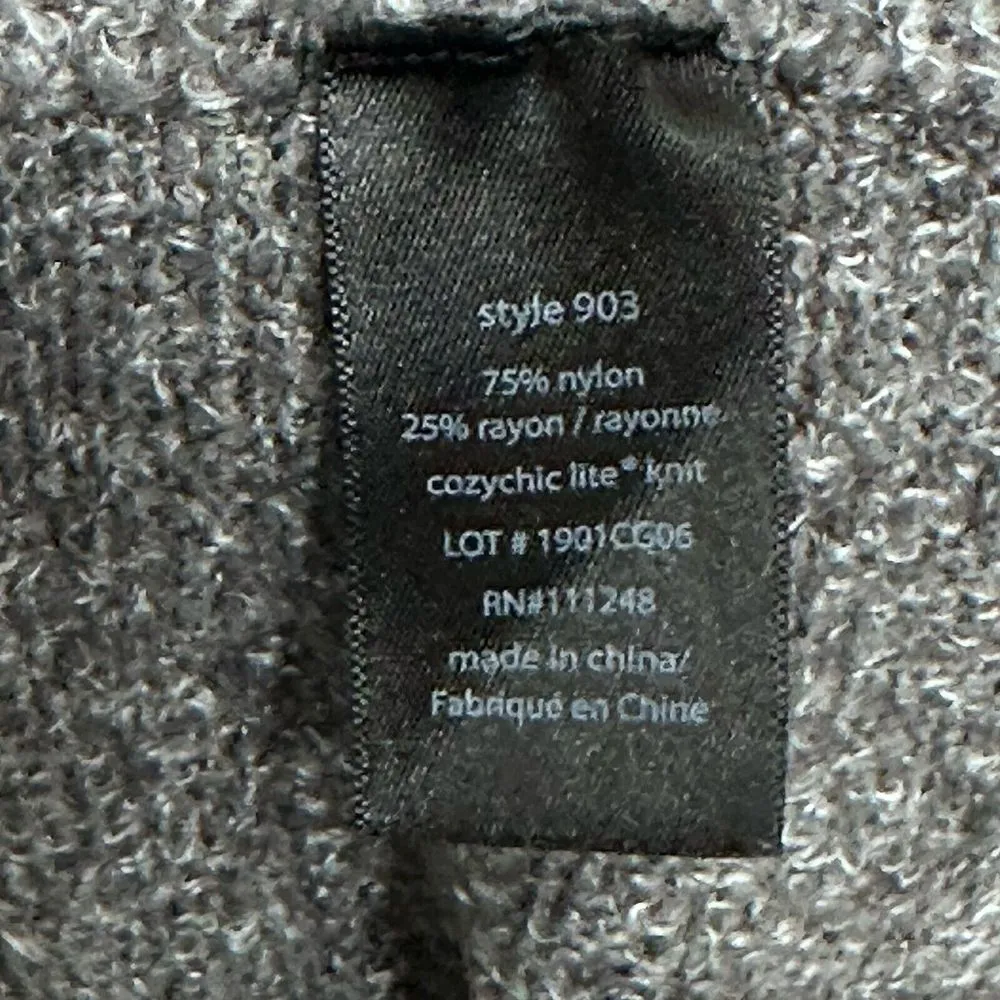 style 903
75% nylon
25% rayon / rayonne
cozychic lite® knit
LOT # 1901CG06
RN#111248
made in china/
Fabriqué en Chine